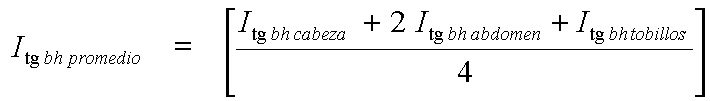 I_tg bh promedio = [ (I_tg bh cabeza + 2 I_tg bh abdomen + I_tg bh tobillos) / 4 ]